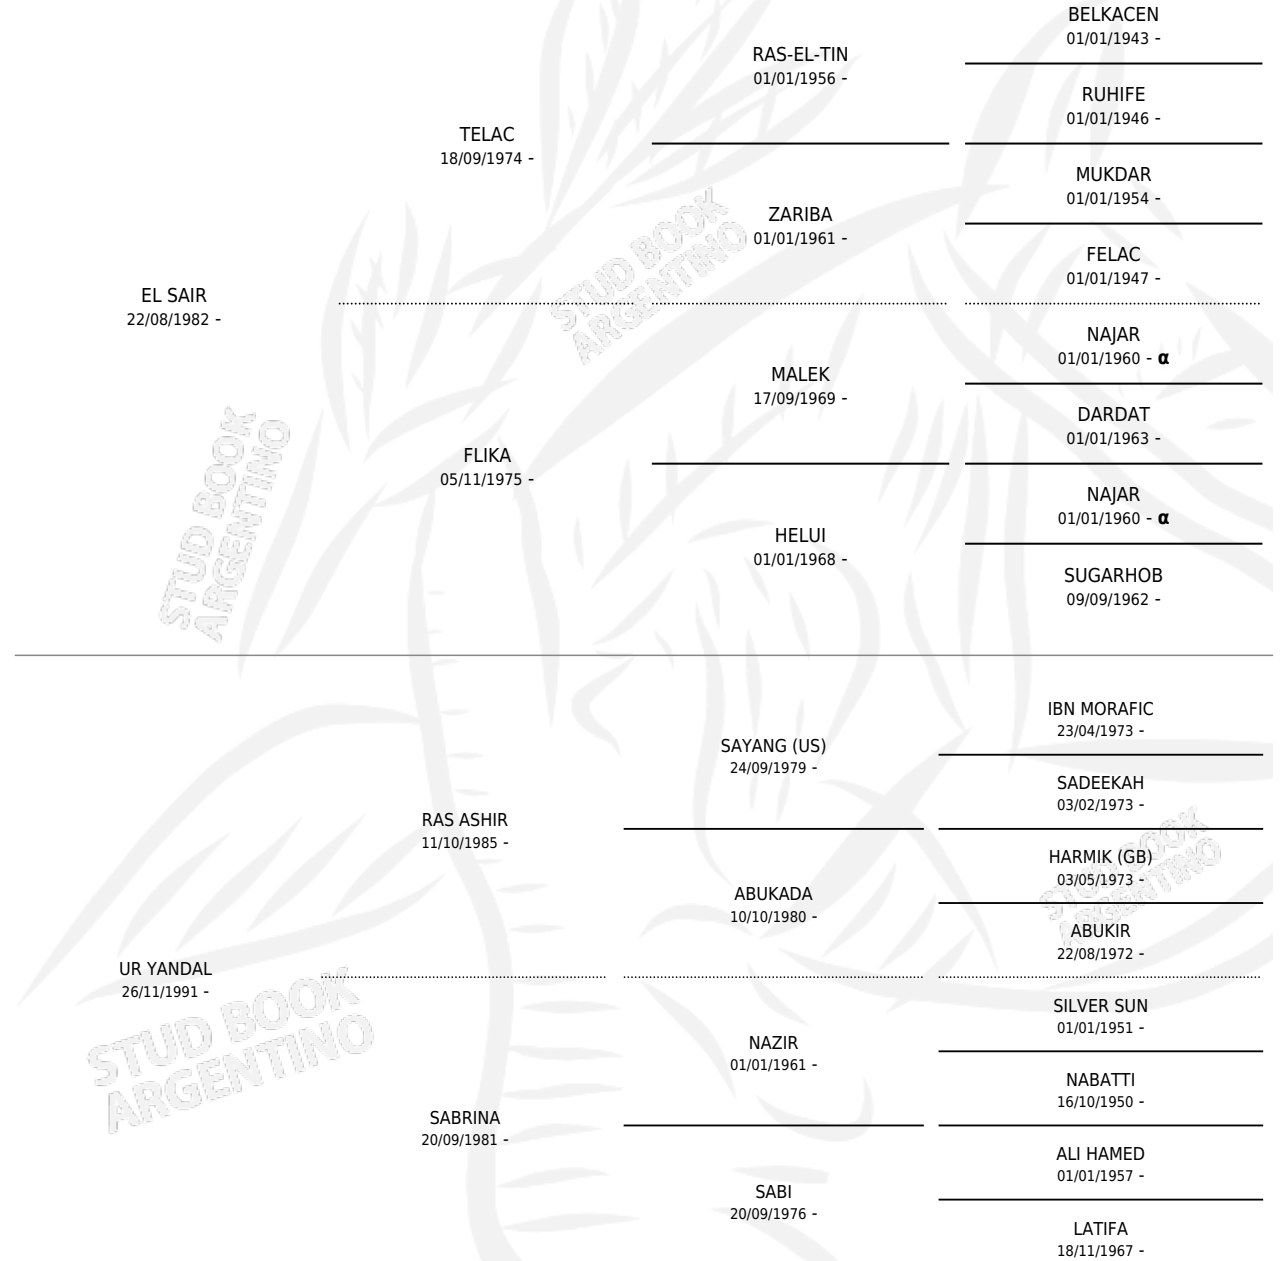 BELKACEN
01/01/1943 -
RAS-EL-TIN
01/01/1956 -
RUHIFE
01/01/1946 -
TELAC
18/09/1974 -
MUKDAR
01/01/1954 -
ZARIBA
01/01/1961 -
FELAC
01/01/1947 -
EL SAIR
22/08/1982 -
NAJAR
01/01/1960 - α
MALEK
17/09/1969 -
DARDAT
01/01/1963 -
FLIKA
05/11/1975 -
NAJAR
01/01/1960 - α
HELUI
01/01/1968 -
SUGARHOB
09/09/1962 -
IBN MORAFIC
23/04/1973 -
SAYANG (US)
24/09/1979 -
SADEEKAH
03/02/1973 -
RAS ASHIR
11/10/1985 -
HARMIK (GB)
03/05/1973 -
ABUKADA
10/10/1980 -
ABUKIR
22/08/1972 -
UR YANDAL
26/11/1991 -
SILVER SUN
01/01/1951 -
NAZIR
01/01/1961 -
NABATTI
16/10/1950 -
SABRINA
20/09/1981 -
ALI HAMED
01/01/1957 -
SABI
20/09/1976 -
LATIFA
18/11/1967 -
STUD BOOK
ARGENTINO
STUD BOOK
ARGENTINO
STUD BOOK
ARGENTINO
STUD BOOK
ARGENTINO